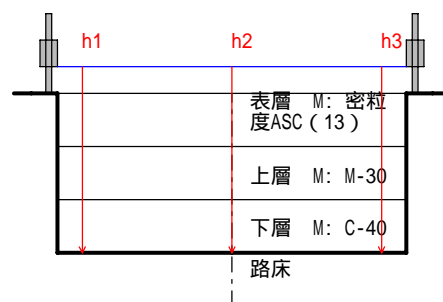 h1 h2 h3
表層　M: 密粒
度ASC（13）
上層　M: M-30
下層　M: C-40
路床